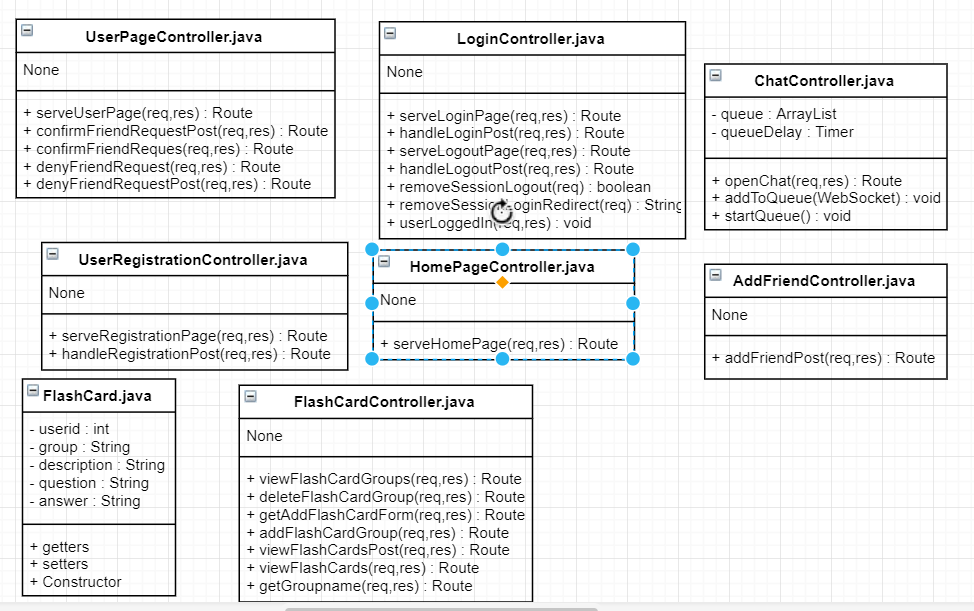 UserPageController.java
None
+ serveUserPage(req,res) : Route
+ confirmFriendRequestPost(req,res) : Route
+ confirmFriendReques(req,res) : Route
+ denyFriendRequest(req,res) : Route
+ denyFriendRequestPost(req,res) : Route
LoginController.java
None
+ serveLoginPage(req,res) : Route
+ handleLoginPost(req,res) : Route
+ serveLogoutPage(req,res) : Route
+ handleLogoutPost(req,res) : Route
+ removeSessionLogout(req) : boolean
+ removeSessionLoginRedirect(req) : String
+ userLoggedIn(req,res) : void
ChatController.java
- queue : ArrayList
- queueDelay : Timer
+ openChat(req,res) : Route
+ addToQueue(WebSocket) : void
+ startQueue() : void
UserRegistrationController.java
None
+ serveRegistrationPage(req,res) : Route
+ handleRegistrationPost(req,res) : Route
HomePageController.java
None
+ serveHomePage(req,res) : Route
AddFriendController.java
None
+ addFriendPost(req,res) : Route
FlashCard.java
- userid : int
- group : String
- description : String
- question : String
- answer : String
+ getters
+ setters
+ Constructor
FlashCardController.java
None
+ viewFlashCardGroups(req,res) : Route
+ deleteFlashCardGroup(req,res) : Route
+ getAddFlashCardForm(req,res) : Route
+ addFlashCardGroup(req,res) : Route
+ viewFlashCardsPost(req,res) : Route
+ viewFlashCards(req,res) : Route
+ getGroupname(req,res) : Route